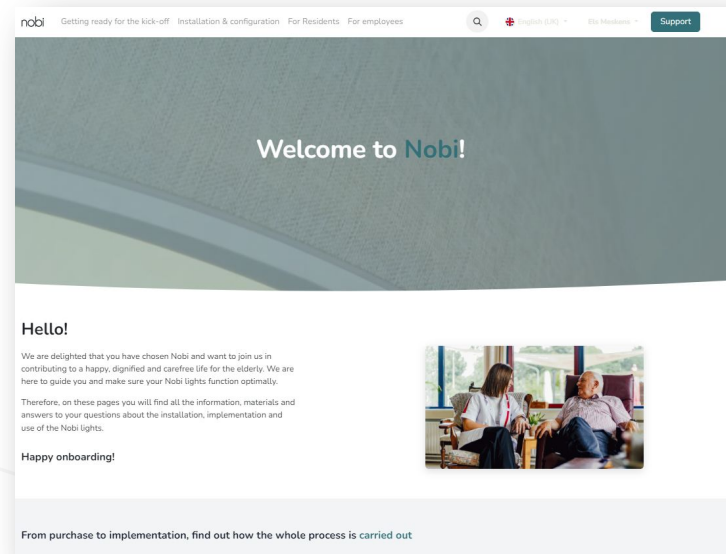 nobi Getting ready for the kick-off Installation & configuration For Residents For employees English (UK) Support
Welcome to Nobi!
Hello!
We are delighted that you have chosen Nobi and want to join us in
contributing to a happy, dignified and carefree life for the elderly. We are
here to guide you and make sure your Nobi lights function optimally.
Therefore, on these pages you will find all the information, materials and
answers to your questions about the installation, implementation and
use of the Nobi lights.
Happy onboarding!
From purchase to implementation, find out how the whole process is carried out